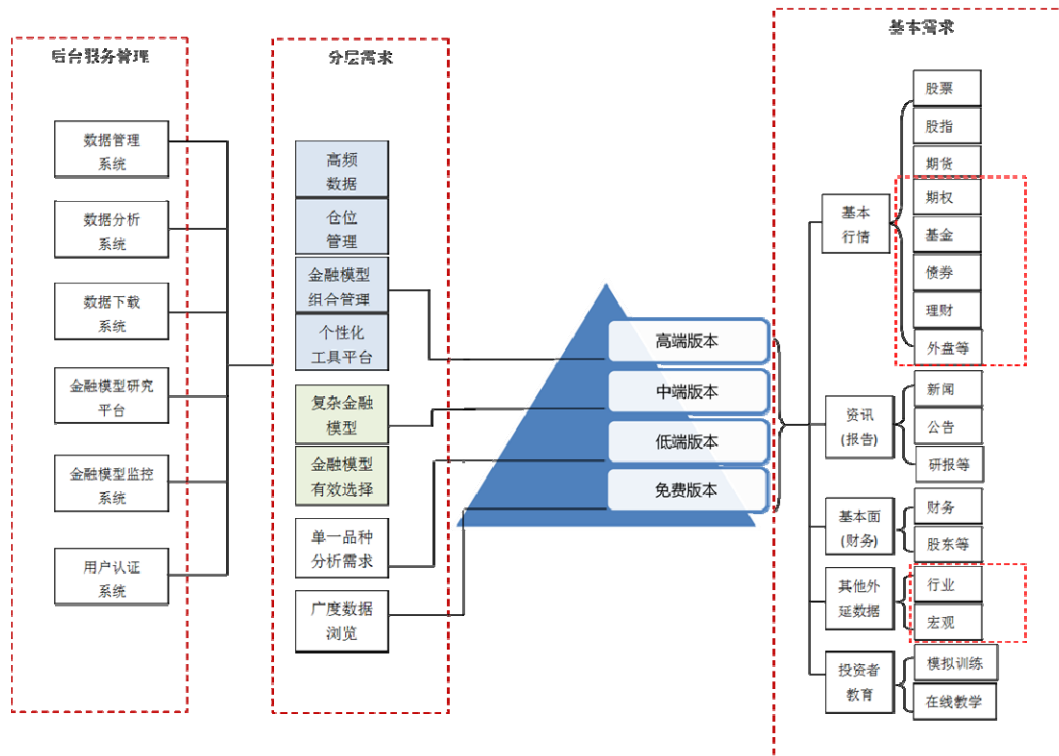 后台服务管理
数据管理
系统
数据分析
系统
数据下载
系统
金融模型研究
平台
金融模型监控
系统
用户认证
系统
分层需求
高频
数据
仓位
管理
金融模型
组合管理
个性化
工具平台
复杂金融
模型
金融模型
有效选择
单一品种
分析需求
广度数据
浏览
高端版本
中端版本
低端版本
免费版本
基本需求
基本
行情
股票
股指
期货
期权
基金
债券
理财
外盘等
资讯
(报告)
新闻
公告
研报等
基本面
(财务)
财务
股东等
其他外
延数据
行业
宏观
投资者
教育
模拟训练
在线教学